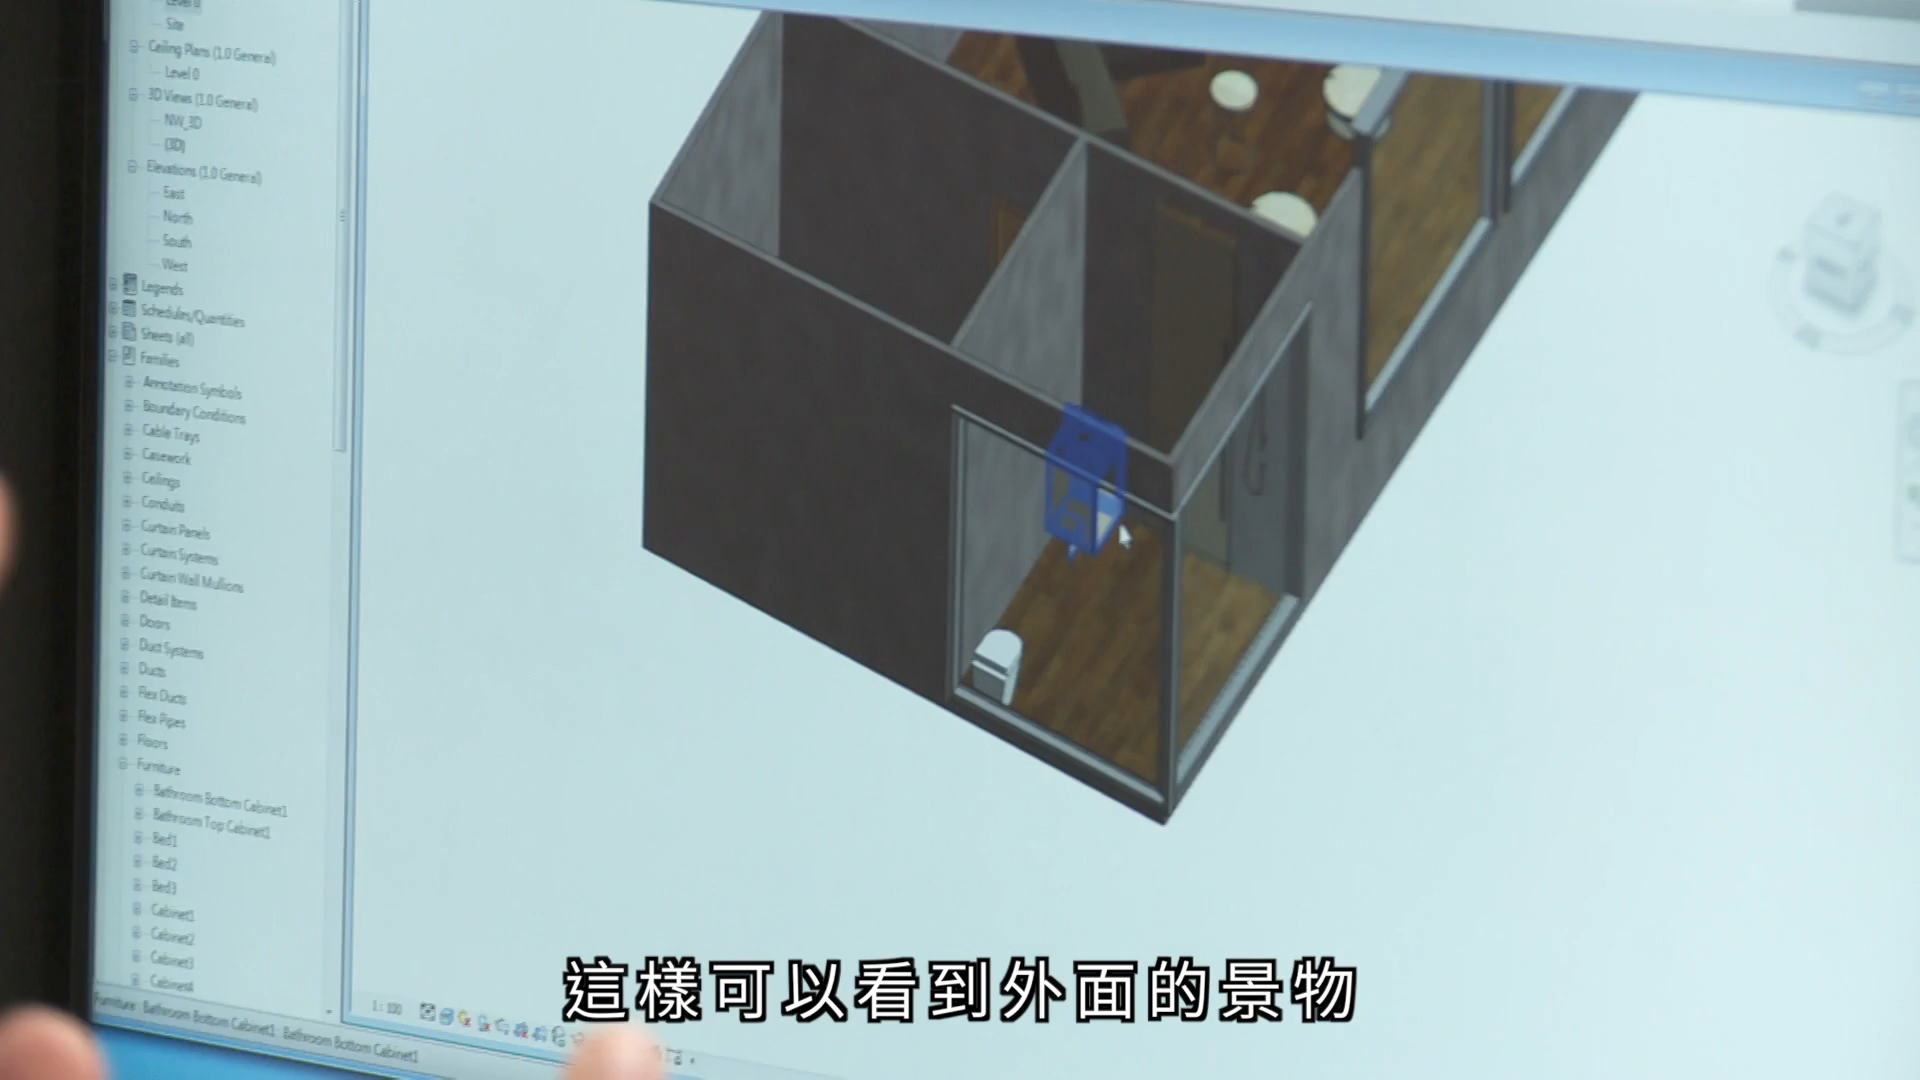 Level 0
Site
Ceiling Plans (1.0 General)
Level 0
3D Views (1.0 General)
NW_3D
{3D}
Elevations (1.0 General)
East
North
South
West
Legends
Schedules/Quantities
Sheets (all)
Families
Annotation Symbols
Boundary Conditions
Cable Trays
Casework
Ceilings
Conduits
Curtain Panels
Curtain Systems
Curtain Wall Mullions
Detail Items
Doors
Duct Systems
Ducts
Flex Ducts
Flex Pipes
Floors
Furniture
Bathroom Bottom Cabinet1
Bathroom Top Cabinet1
Bed1
Bed2
Bed3
Cabinet1
Cabinet2
Cabinet3
Cabinet4
1 : 100
Furniture : Bathroom Bottom Cabinet1 : Bathroom Bottom Cabinet1
這樣可以看到外面的景物